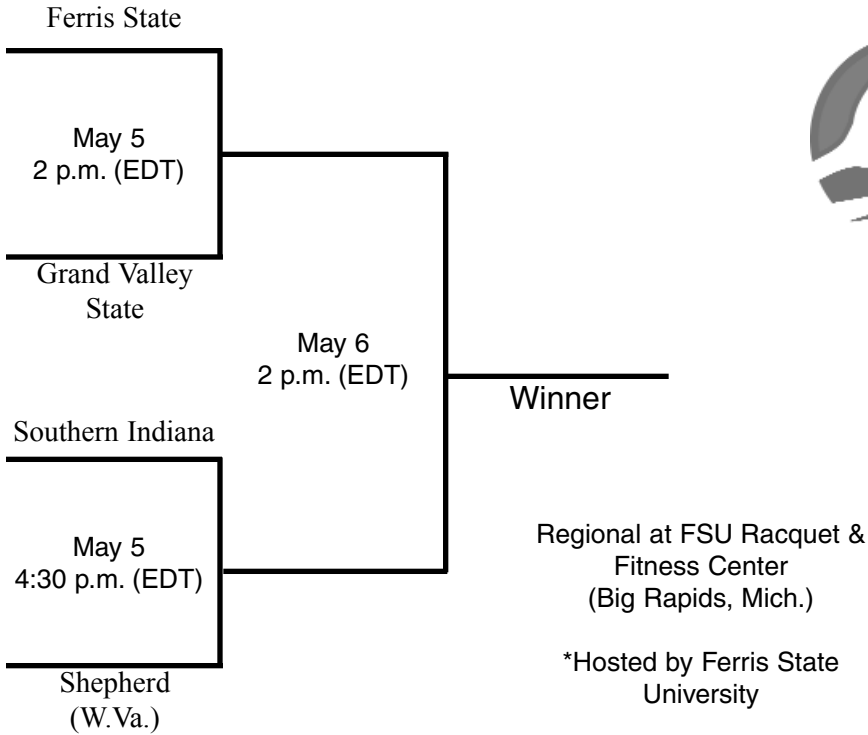 Ferris State
May 5
2 p.m. (EDT)
Grand Valley
State
May 6
2 p.m. (EDT)
Winner
Southern Indiana
May 5
4:30 p.m. (EDT)
Shepherd
(W.Va.)
Regional at FSU Racquet &
Fitness Center
(Big Rapids, Mich.)
*Hosted by Ferris State
University